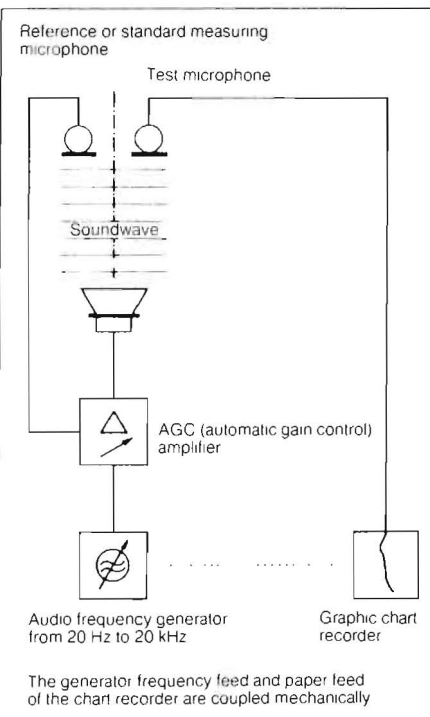 Reference or standard measuring
microphone
Test microphone
Soundwave
AGC (automatic gain control)
amplifier
Audio frequency generator
from 20 Hz to 20 kHz
Graphic chart
recorder
The generator frequency feed and paper feed
of the chart recorder are coupled mechanically